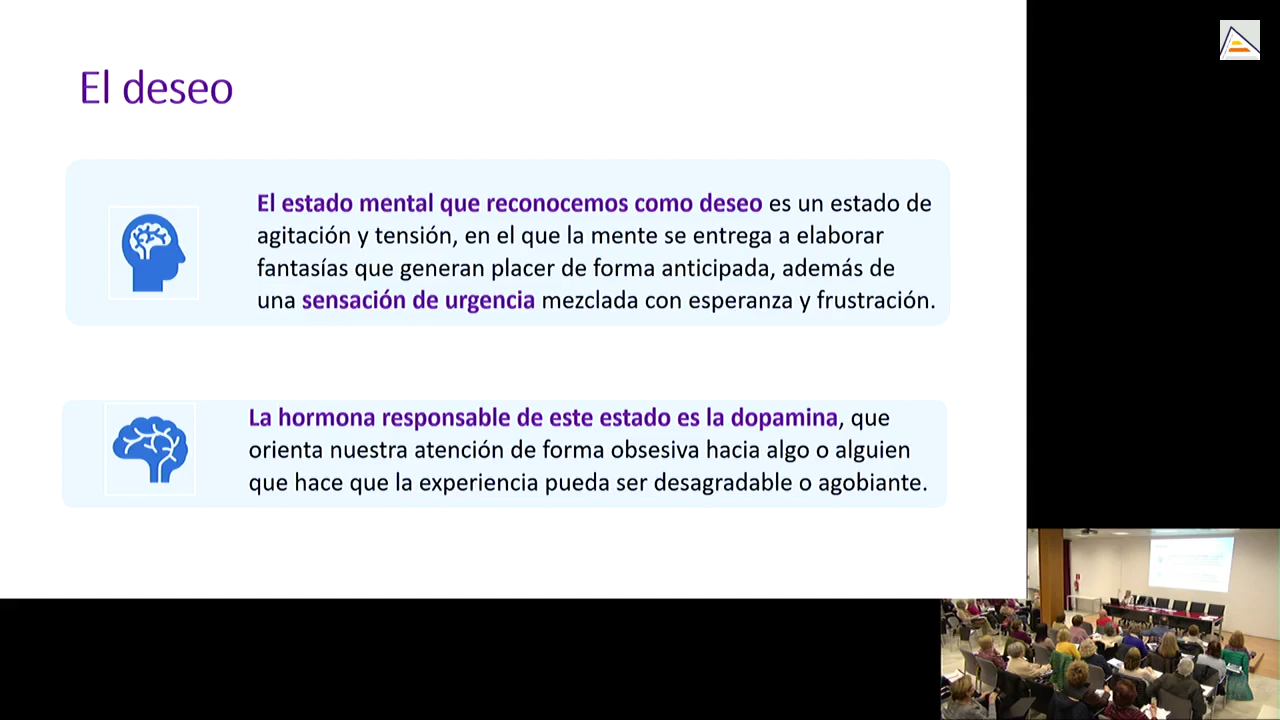 El deseo
El estado mental que reconocemos como deseo es un estado de
agitación y tensión, en el que la mente se entrega a elaborar
fantasías que generan placer de forma anticipada, además de
una sensación de urgencia mezclada con esperanza y frustración.
La hormona responsable de este estado es la dopamina, que
orienta nuestra atención de forma obsesiva hacia algo o alguien
que hace que la experiencia pueda ser desagradable o agobiante.